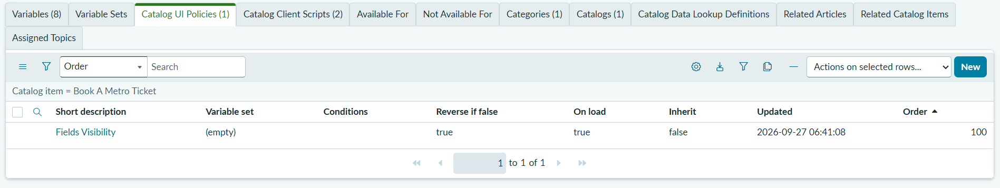 Variables (8) Variable Sets Catalog UI Policies (1) Catalog Client Scripts (2) Available For Not Available For Categories (1) Catalogs (1) Catalog Data Lookup Definitions Related Articles Related Catalog Items
Assigned Topics
Order Search Actions on selected rows... New
Catalog item = Book A Metro Ticket
Short description Variable set Conditions Reverse if false On load Inherit Updated Order
Fields Visibility (empty) true true false 2026-09-27 06:41:08 100
1 to 1 of 1